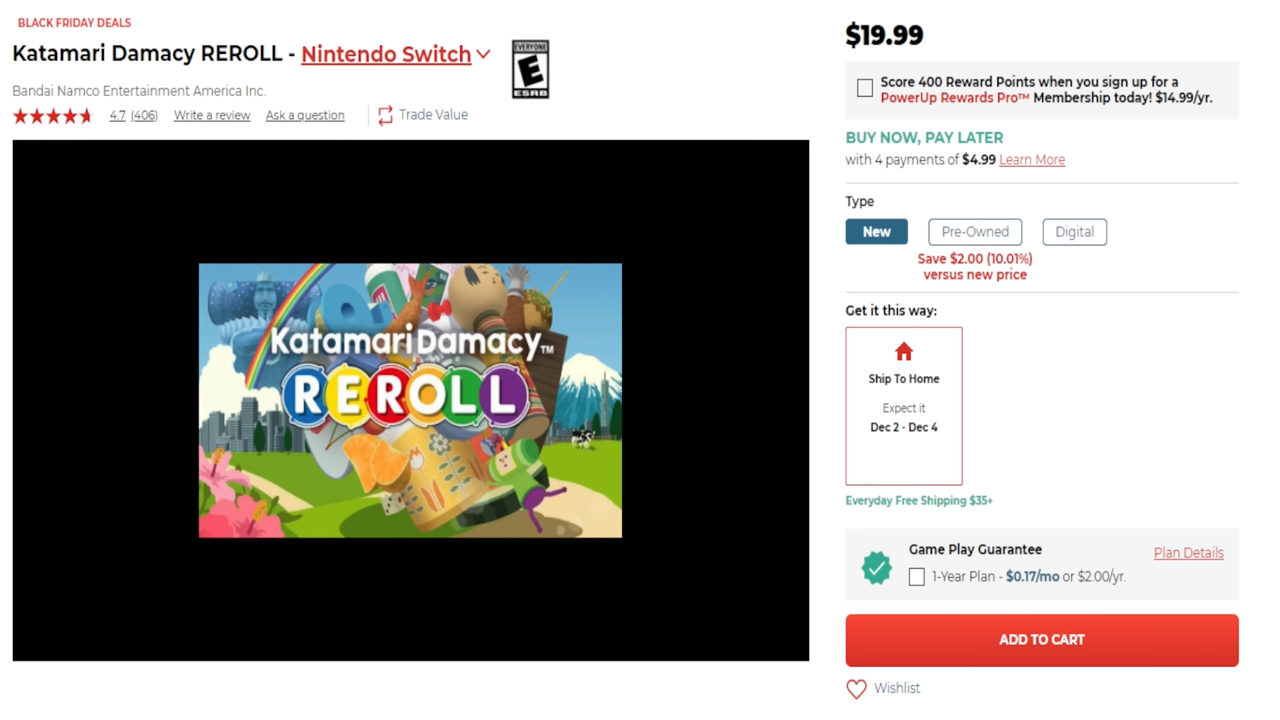 BLACK FRIDAY DEALS
Katamari Damacy REROLL - Nintendo Switch
EVERYONE
E
ESRB
Bandai Namco Entertainment America Inc.
4.7 (406) Write a review Ask a question Trade Value
Katamari Damacy™
REROLL
$19.99
Score 400 Reward Points when you sign up for a
PowerUp Rewards Pro™ Membership today! $14.99/yr.
BUY NOW, PAY LATER
with 4 payments of $4.99 Learn More
Type
New Pre-Owned Digital
Save $2.00 (10.01%)
versus new price
Get it this way:
Ship To Home
Expect it
Dec 2 - Dec 4
Everyday Free Shipping $35+
Game Play Guarantee Plan Details
1-Year Plan - $0.17/mo or $2.00/yr.
ADD TO CART
Wishlist